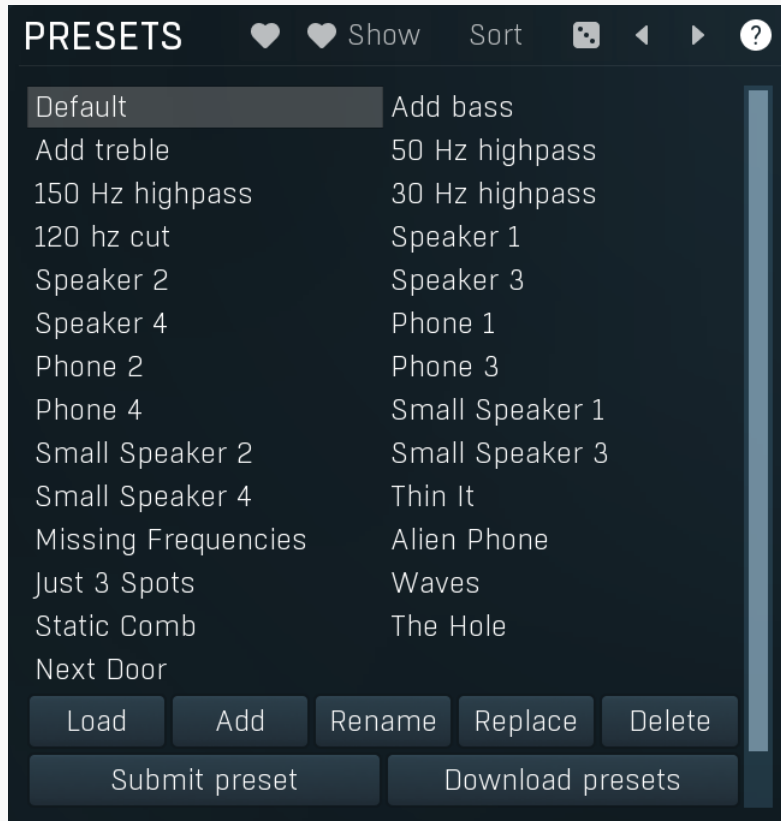 PRESETS Show Sort ?
Default Add bass
Add treble 50 Hz highpass
150 Hz highpass 30 Hz highpass
120 hz cut Speaker 1
Speaker 2 Speaker 3
Speaker 4 Phone 1
Phone 2 Phone 3
Phone 4 Small Speaker 1
Small Speaker 2 Small Speaker 3
Small Speaker 4 Thin It
Missing Frequencies Alien Phone
Just 3 Spots Waves
Static Comb The Hole
Next Door
Load Add Rename Replace Delete
Submit preset Download presets